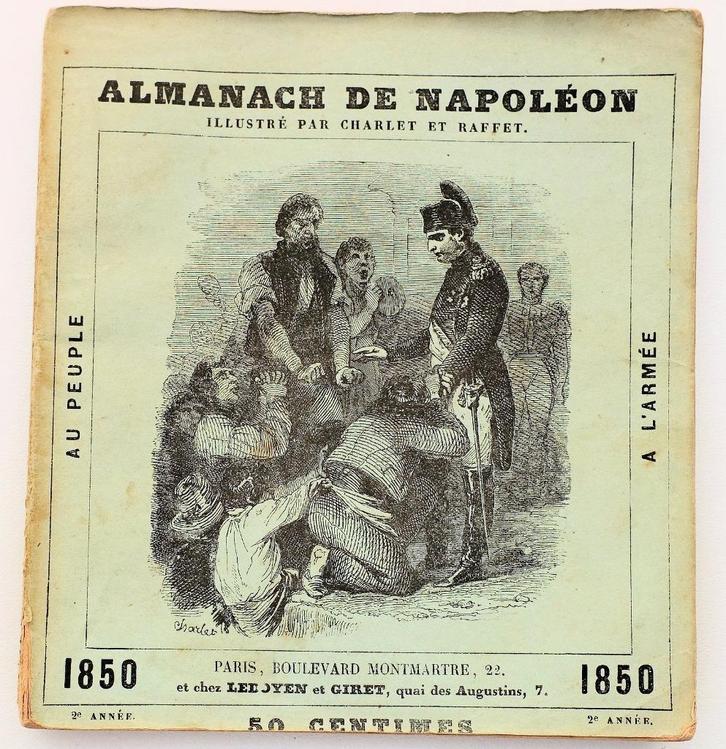 ALMANACH DE NAPOLÉON
ILLUSTRÉ PAR CHARLET ET RAFFET.
AU PEUPLE
A L'ARMÉE
Charlet
1850
PARIS, BOULEVARD MONTMARTRE, 22.
et chez LEDOYEN et GIRET, quai des Augustins, 7.
1850
2e ANNÉE.
50 CENTIMES
2e ANNÉE.